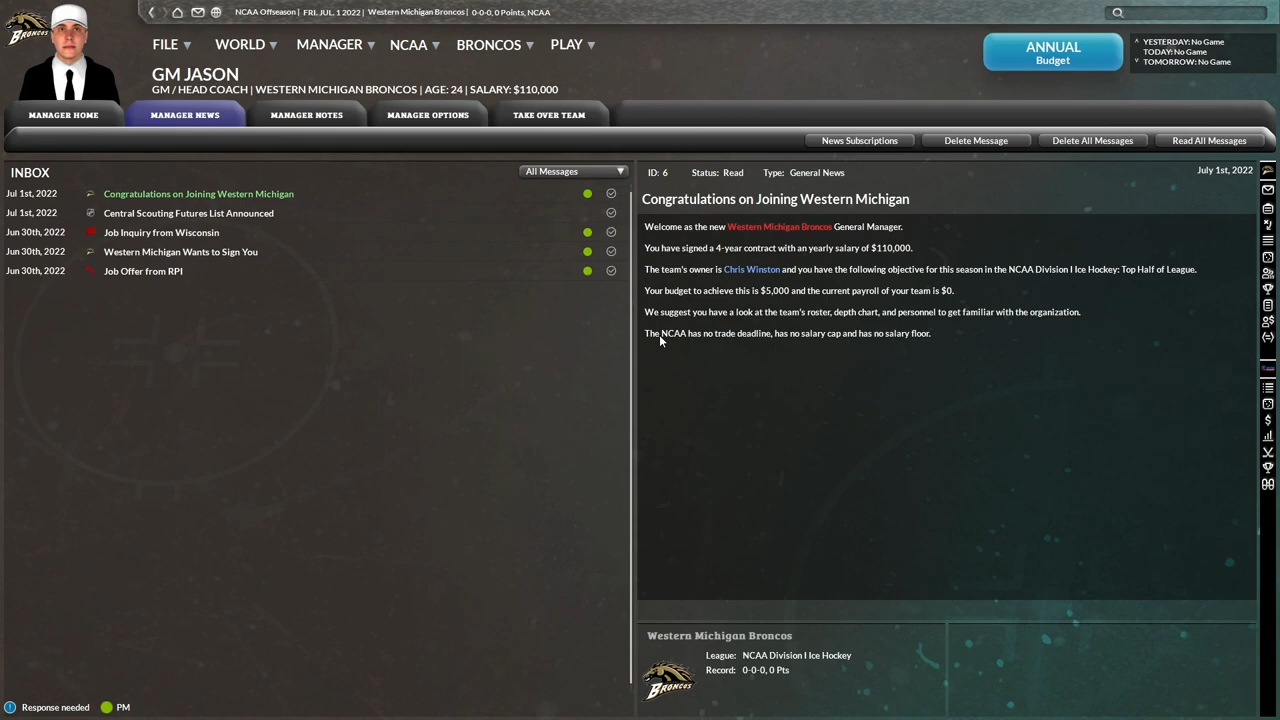 NCAA Offseason | FRI. JUL. 1 2022 | Western Michigan Broncos | 0-0-0, 0 Points, NCAA
BRONCOS
FILE WORLD MANAGER NCAA BRONCOS PLAY
ANNUAL
Budget
YESTERDAY: No Game
TODAY: No Game
TOMORROW: No Game
GM JASON
GM / HEAD COACH | WESTERN MICHIGAN BRONCOS | AGE: 24 | SALARY: $110,000
MANAGER HOME MANAGER NEWS MANAGER NOTES MANAGER OPTIONS TAKE OVER TEAM
News Subscriptions Delete Message Delete All Messages Read All Messages
INBOX All Messages
Jul 1st, 2022 Congratulations on Joining Western Michigan
Jul 1st, 2022 Central Scouting Futures List Announced
Jun 30th, 2022 Job Inquiry from Wisconsin
Jun 30th, 2022 Western Michigan Wants to Sign You
Jun 30th, 2022 Job Offer from RPI
ID: 6 Status: Read Type: General News July 1st, 2022
Congratulations on Joining Western Michigan
Welcome as the new Western Michigan Broncos General Manager.
You have signed a 4-year contract with an yearly salary of $110,000.
The team's owner is Chris Winston and you have the following objective for this season in the NCAA Division I Ice Hockey: Top Half of League.
Your budget to achieve this is $5,000 and the current payroll of your team is $0.
We suggest you have a look at the team's roster, depth chart, and personnel to get familiar with the organization.
The NCAA has no trade deadline, has no salary cap and has no salary floor.
Western Michigan Broncos
League: NCAA Division I Ice Hockey
Record: 0-0-0, 0 Pts
BRONCOS
Response needed PM